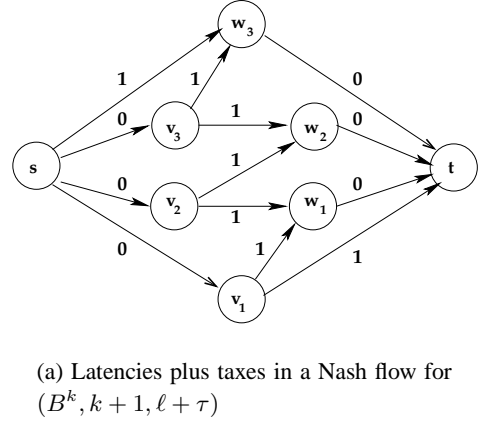 w₃
1
0
1
0
v₃
1
0
w₂
s
1
0
t
0
v₂
1
w₁
0
1
1
v₁
(a) Latencies plus taxes in a Nash flow for
(Bᵏ, k + 1, ℓ + τ)